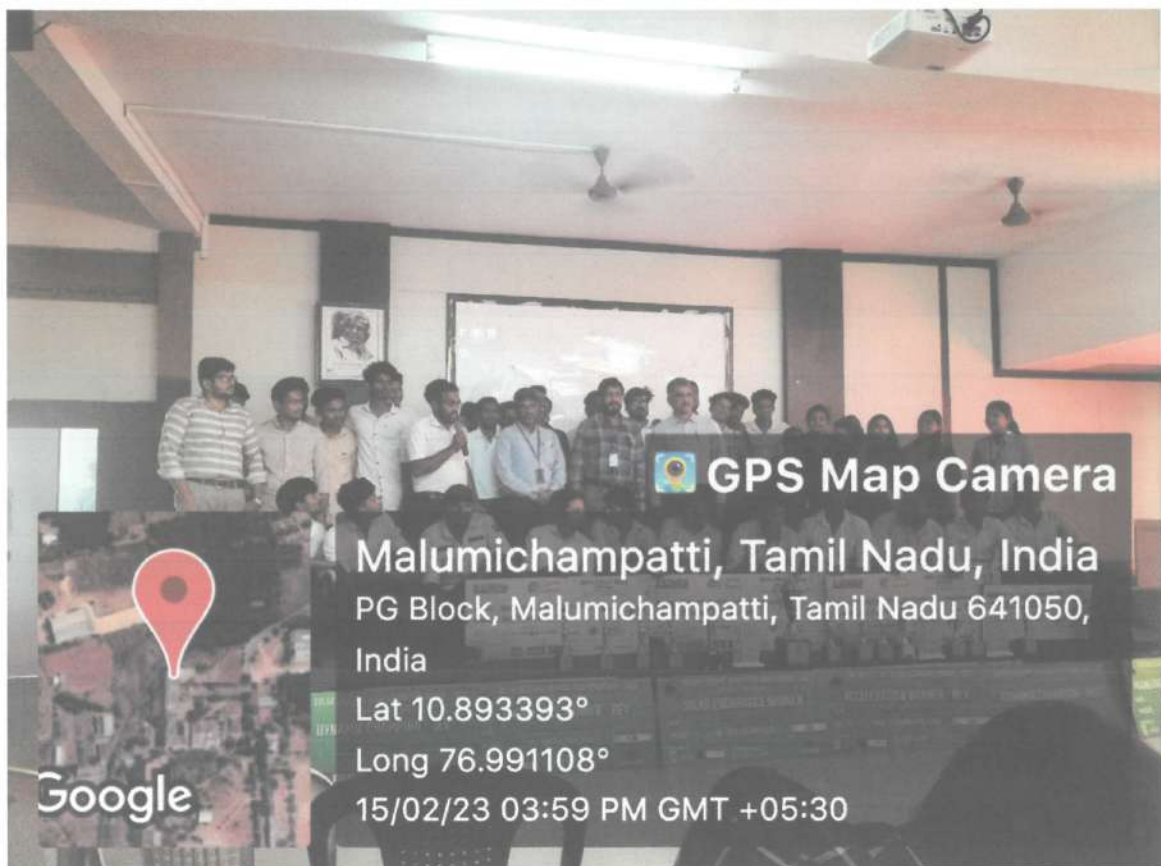 GPS Map Camera
Malumichampatti, Tamil Nadu, India
PG Block, Malumichampatti, Tamil Nadu 641050,
India
Lat 10.893393°
Long 76.991108°
15/02/23 03:59 PM GMT +05:30
Google